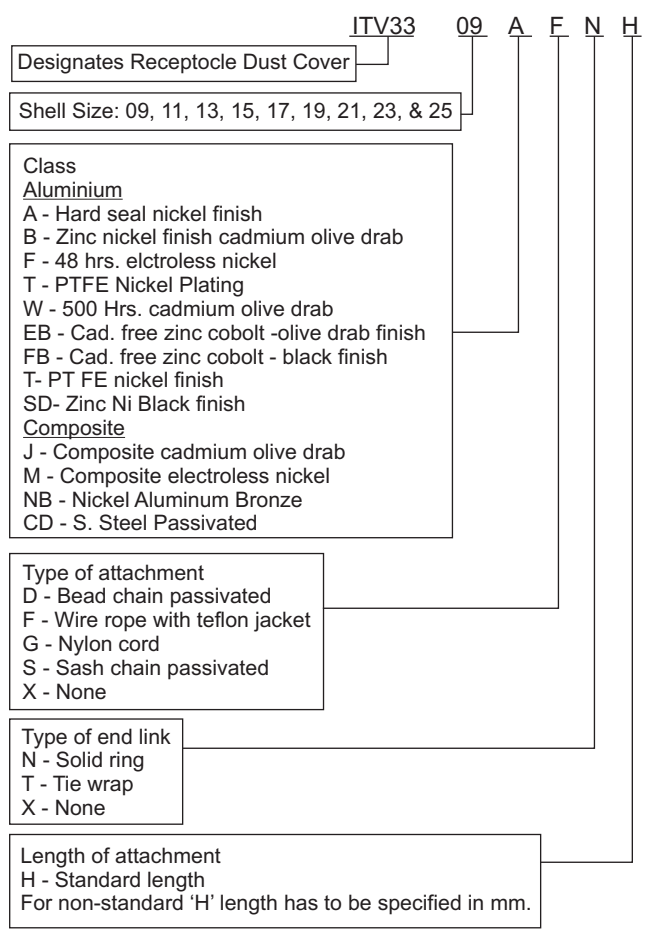 ITV33 09 A F N H
Designates Receptocle Dust Cover
Shell Size: 09, 11, 13, 15, 17, 19, 21, 23, & 25
Class
Aluminium
A - Hard seal nickel finish
B - Zinc nickel finish cadmium olive drab
F - 48 hrs. elctroless nickel
T - PTFE Nickel Plating
W - 500 Hrs. cadmium olive drab
EB - Cad. free zinc cobolt -olive drab finish
FB - Cad. free zinc cobolt - black finish
T- PT FE nickel finish
SD- Zinc Ni Black finish
Composite
J - Composite cadmium olive drab
M - Composite electroless nickel
NB - Nickel Aluminum Bronze
CD - S. Steel Passivated
Type of attachment
D - Bead chain passivated
F - Wire rope with teflon jacket
G - Nylon cord
S - Sash chain passivated
X - None
Type of end link
N - Solid ring
T - Tie wrap
X - None
Length of attachment
H - Standard length
For non-standard ‘H’ length has to be specified in mm.